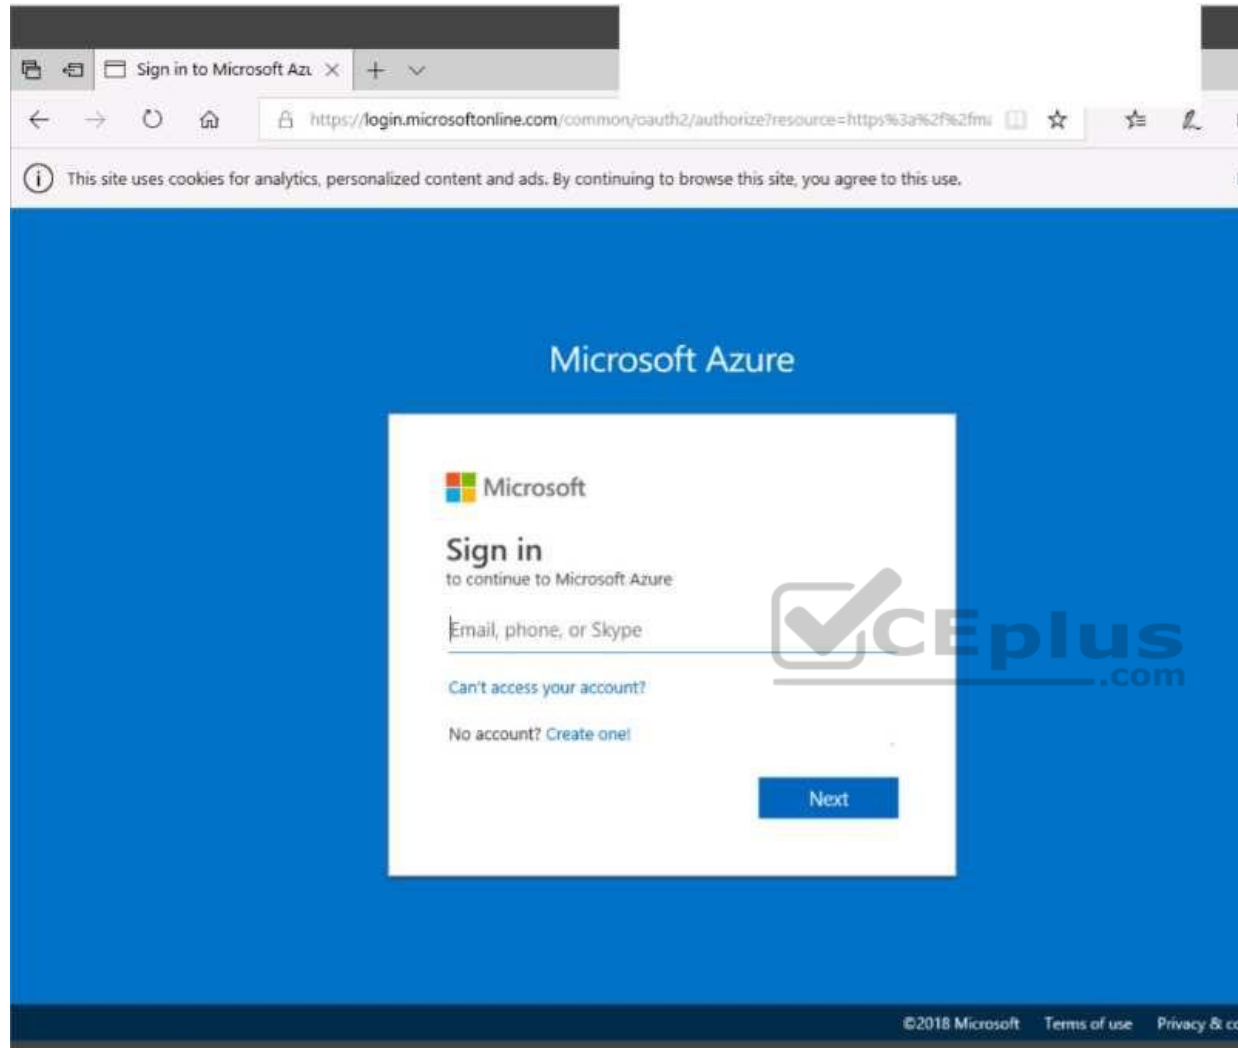 Sign in to Microsoft Azu
https://login.microsoftonline.com/common/oauth2/authorize?resource=https%3a%2f%2fma
This site uses cookies for analytics, personalized content and ads. By continuing to browse this site, you agree to this use.
Microsoft Azure
Microsoft
Sign in
to continue to Microsoft Azure
Email, phone, or Skype
CEplus
.com
Can't access your account?
No account? Create one!
Next
©2018 Microsoft Terms of use Privacy & co